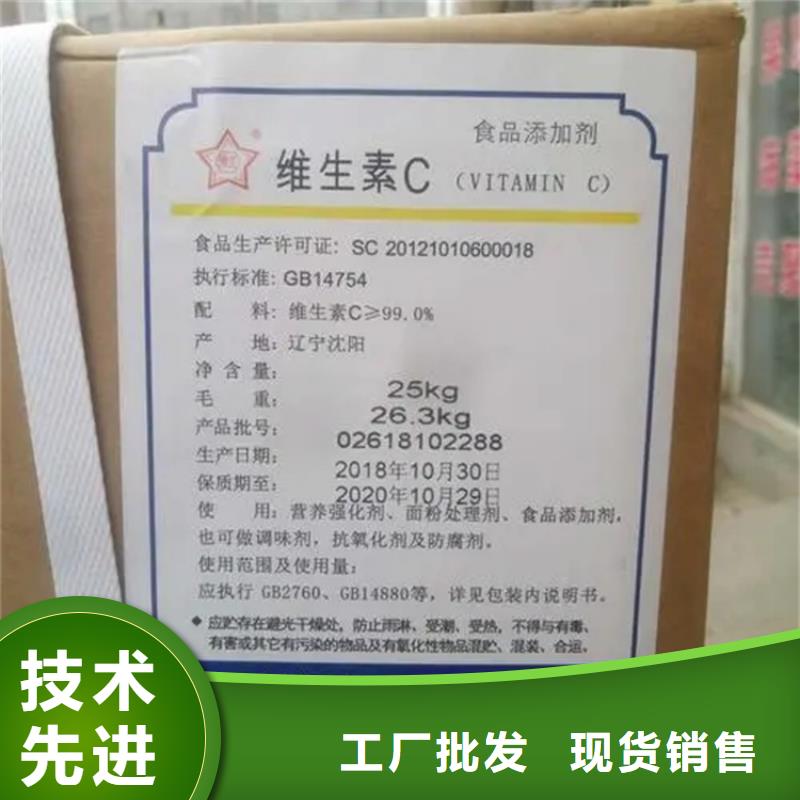 食品添加剂
维生素C (VITAMIN C)
食品生产许可证: SC 20121010600018
执行标准: GB14754
配 料: 维生素C≥99.0%
产 地: 辽宁沈阳
净 含 量: 25kg
毛 重: 26.3kg
产品批号: 02618102288
生产日期: 2018年10月30日
保质期至: 2020年10月29日
使 用: 营养强化剂、面粉处理剂、食品添加剂,
也可做调味剂, 抗氧化剂及防腐剂。
使用范围及使用量:
应执行 GB2760、GB14880等, 详见包装内说明书。
◆ 应贮存在避光干燥处, 防止雨淋、受潮、受热, 不得与有毒、
有害或其它有污染的物品及有氧化性物品混贮、混装、合运。
技术
先进
工厂批发 现货销售